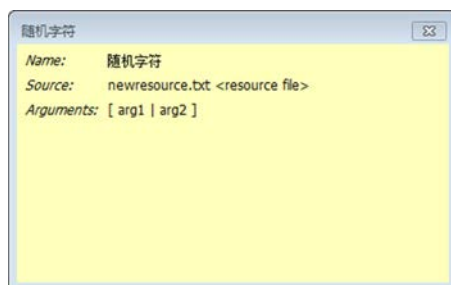 随机字符
Name: 随机字符
Source: newresource.txt <resource file>
Arguments: [ arg1 | arg2 ]